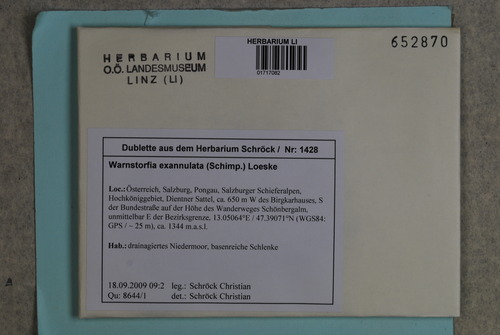 HERBARIUM
O.Ö. LANDESMUSEUM
LINZ (LI)
HERBARIUM LI
01717082
652870
Dublette aus dem Herbarium Schröck / Nr: 1428
Warnstorfia exannulata (Schimp.) Loeske
Loc.:Österreich, Salzburg, Pongau, Salzburger Schieferalpen,
Hochköniggebiet, Dientner Sattel, ca. 650 m W des Birgkarhauses, S
der Bundestraße auf der Höhe des Wanderweges Schönbergalm,
unmittelbar E der Bezirksgrenze, 13.05064°E / 47.39071°N (WGS84:
GPS / ~ 25 m), ca. 1344 m.a.s.l.
Hab.:drainagiertes Niedermoor, basenreiche Schlenke
18.09.2009 09:2 leg.: Schröck Christian
Qu: 8644/1 det.: Schröck Christian